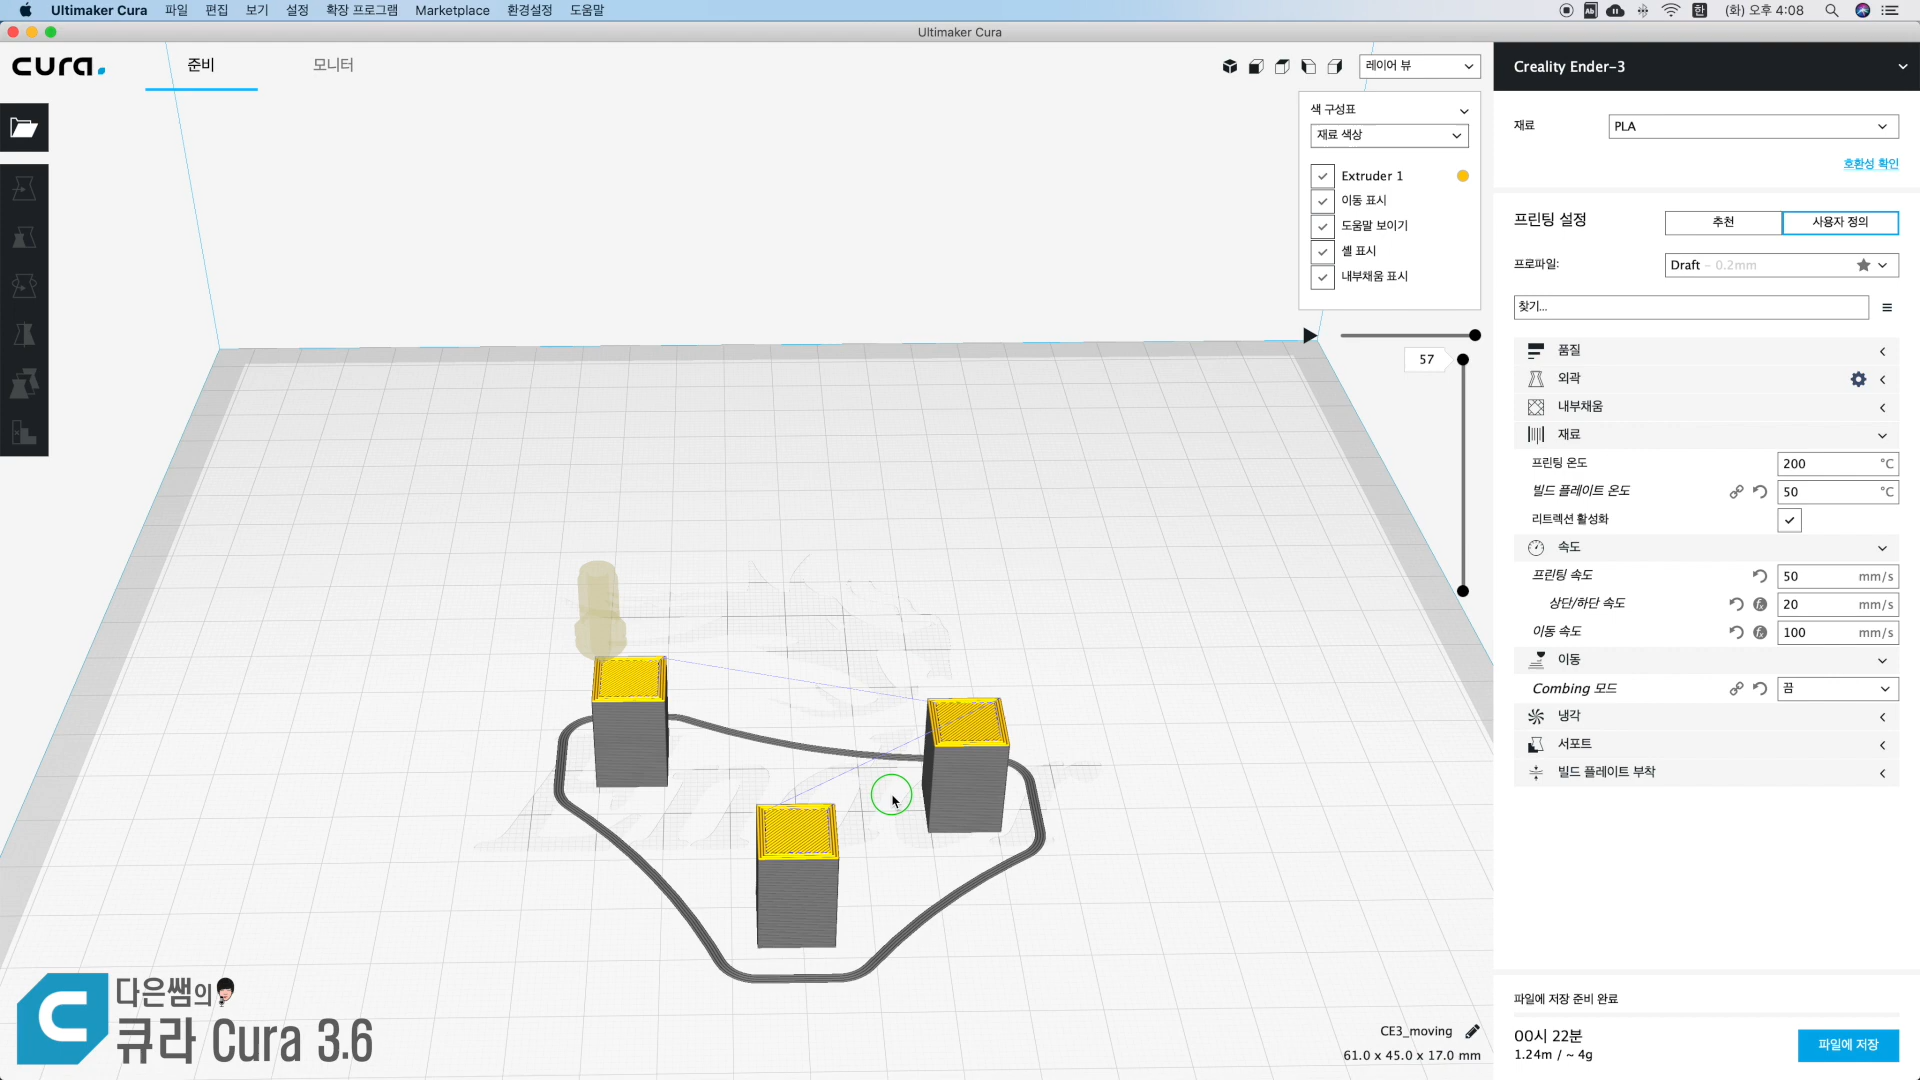 Ultimaker Cura 파일 편집 보기 설정 확장 프로그램 Marketplace 환경설정 도움말 한 (화) 오후 4:08
Ultimaker Cura
cura. 준비 모니터 레이어 뷰
색 구성표
재료 색상
Extruder 1
이동 표시
도움말 보이기
셸 표시
내부채움 표시
57
Creality Ender-3
재료 PLA
호환성 확인
프린팅 설정 추천 사용자 정의
프로파일: Draft - 0.2mm
찾기...
품질
외곽
내부채움
재료
프린팅 온도 200 °C
빌드 플레이트 온도 50 °C
리트렉션 활성화
속도
프린팅 속도 50 mm/s
상단/하단 속도 20 mm/s
이동 속도 100 mm/s
이동
Combing 모드 끔
냉각
서포트
빌드 플레이트 부착
다은쌤의
큐라 Cura 3.6
CE3_moving
61.0 x 45.0 x 17.0 mm
파일에 저장 준비 완료
00시 22분
1.24m / ~ 4g
파일에 저장